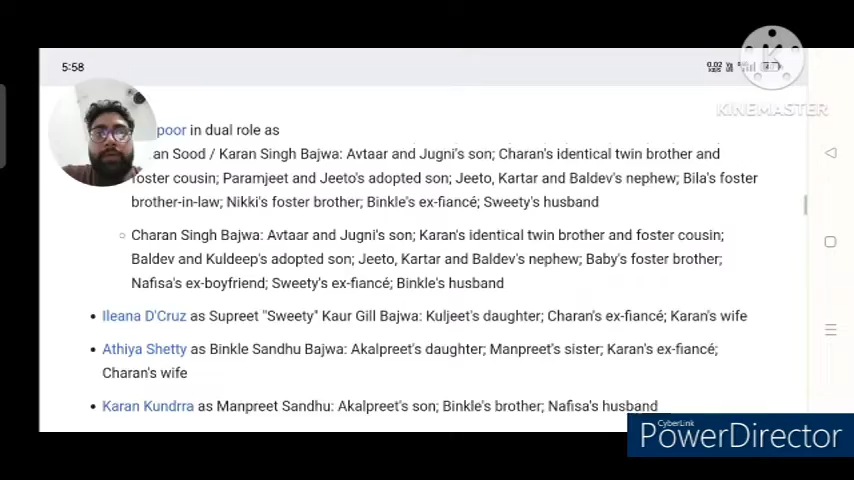 5:58
KINEMASTER
poor in dual role as
an Sood / Karan Singh Bajwa: Avtaar and Jugni's son; Charan's identical twin brother and
foster cousin; Paramjeet and Jeeto's adopted son; Jeeto, Kartar and Baldev's nephew; Bila's foster
brother-in-law; Nikki's foster brother; Binkle's ex-fiancé; Sweety's husband
Charan Singh Bajwa: Avtaar and Jugni's son; Karan's identical twin brother and foster cousin;
Baldev and Kuldeep's adopted son; Jeeto, Kartar and Baldev's nephew; Baby's foster brother;
Nafisa's ex-boyfriend; Sweety's ex-fiancé; Binkle's husband
Ileana D'Cruz as Supreet "Sweety" Kaur Gill Bajwa: Kuljeet's daughter; Charan's ex-fiancé; Karan's wife
Athiya Shetty as Binkle Sandhu Bajwa: Akalpreet's daughter; Manpreet's sister; Karan's ex-fiancé;
Charan's wife
Karan Kundrra as Manpreet Sandhu: Akalpreet's son; Binkle's brother; Nafisa's husband
CyberLink
PowerDirector